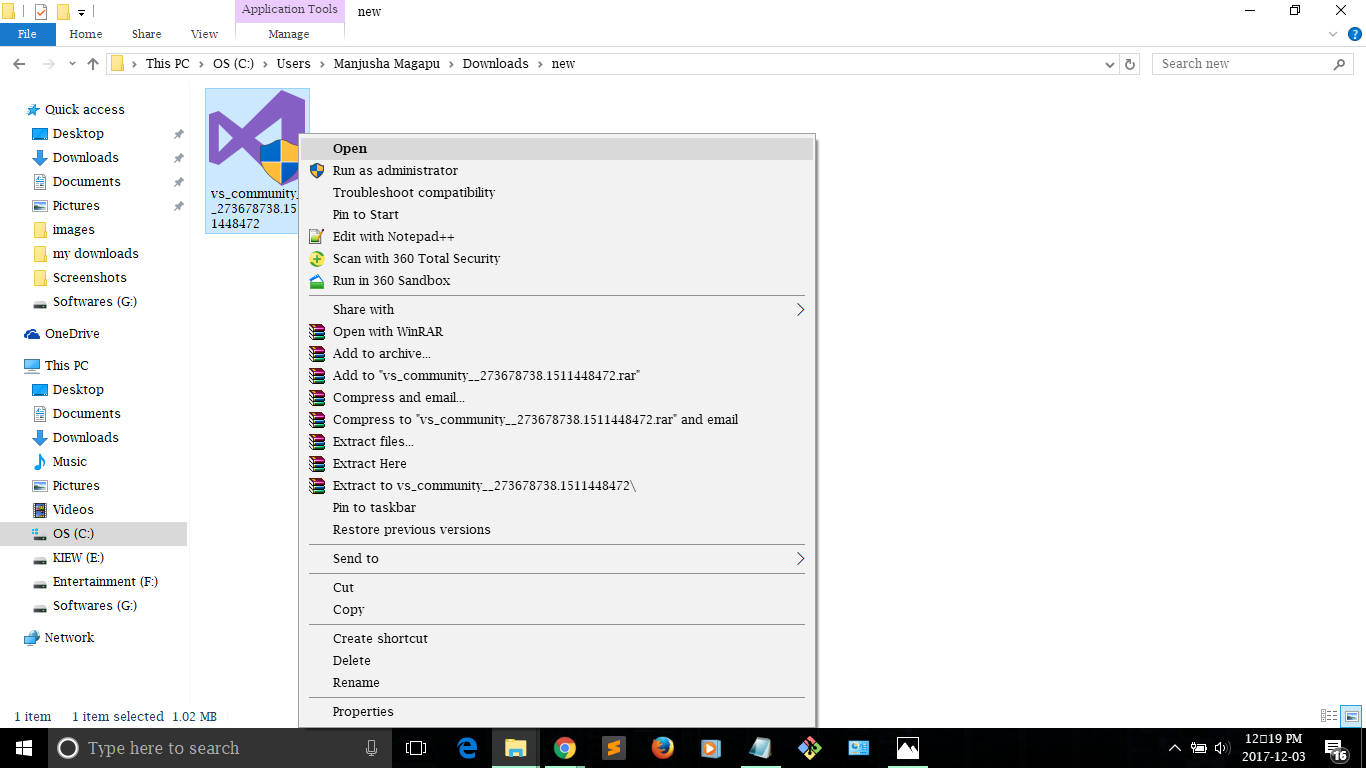 Application Tools
new
File
Home
Share
View
Manage
This PC
OS (C:)
Users
Manjusha Magapu
Downloads
new
Search new
Quick access
Desktop
Downloads
Documents
Pictures
images
my downloads
Screenshots
Softwares (G:)
OneDrive
This PC
Desktop
Documents
Downloads
Music
Pictures
Videos
OS (C:)
KIEW (E:)
Entertainment (F:)
Softwares (G:)
Network
vs_community_
_273678738.15
1448472
Open
Run as administrator
Troubleshoot compatibility
Pin to Start
Edit with Notepad++
Scan with 360 Total Security
Run in 360 Sandbox
Share with
Open with WinRAR
Add to archive...
Add to "vs_community__273678738.1511448472.rar"
Compress and email...
Compress to "vs_community__273678738.1511448472.rar" and email
Extract files...
Extract Here
Extract to vs_community__273678738.1511448472\
Pin to taskbar
Restore previous versions
Send to
Cut
Copy
Create shortcut
Delete
Rename
Properties
1 item
1 item selected 1.02 MB
Type here to search
12□19 PM
2017-12-03
16